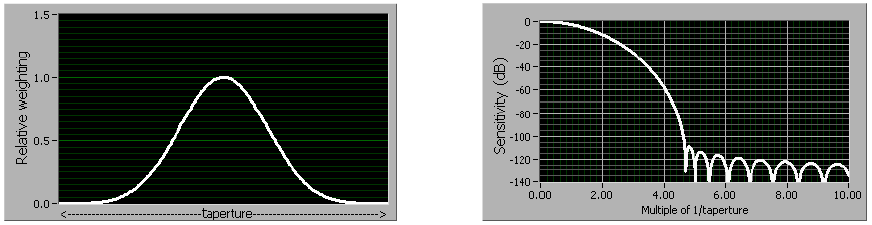 1.5
1.0
0.5
0.0
Relative weighting
<---------------------------taperture--------------------------->
0
-20
-40
-60
-80
-100
-120
-140
Sensitivity (dB)
0.00 2.00 4.00 6.00 8.00 10.00
Multiple of 1/taperture